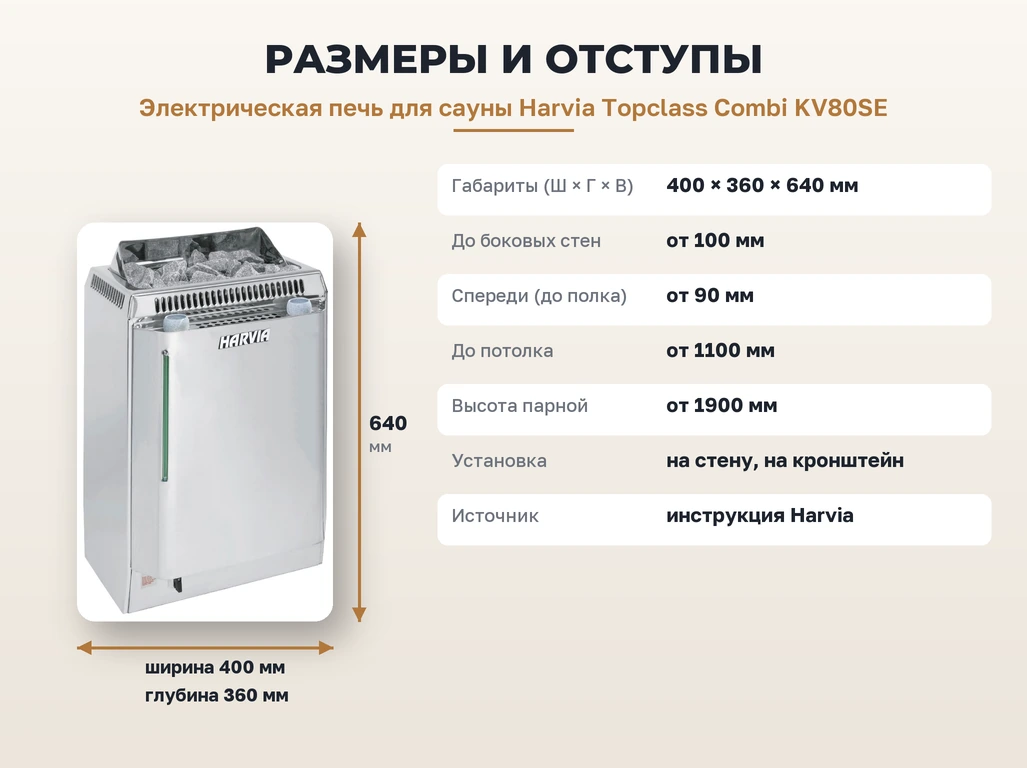 РАЗМЕРЫ И ОТСТУПЫ
Электрическая печь для сауны Harvia Topclass Combi KV80SE
Габариты (Ш × Г × В) 400 × 360 × 640 мм
До боковых стен от 100 мм
Спереди (до полка) от 90 мм
До потолка от 1100 мм
Высота парной от 1900 мм
Установка на стену, на кронштейн
Источник инструкция Harvia
HARVIA
640
мм
ширина 400 мм
глубина 360 мм